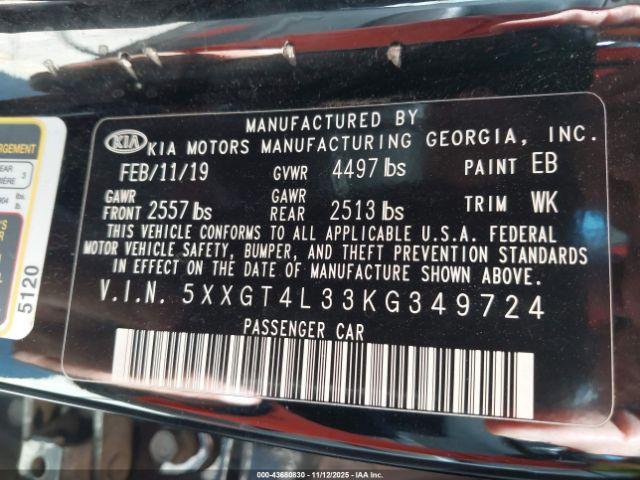 MANUFACTURED BY
KIA KIA MOTORS MANUFACTURING GEORGIA, INC.
FEB/11/19 GVWR 4497 lbs PAINT EB
GAWR FRONT 2557 lbs GAWR REAR 2513 lbs TRIM WK
THIS VEHICLE CONFORMS TO ALL APPLICABLE U.S.A. FEDERAL
MOTOR VEHICLE SAFETY, BUMPER, AND THEFT PREVENTION STANDARDS
IN EFFECT ON THE DATE OF MANUFACTURE SHOWN ABOVE.
V.I.N. 5XXGT4L33KG349724
PASSENGER CAR
3
lbs.
5120
000-43680830 - 11/12/2025 - IAA Inc.